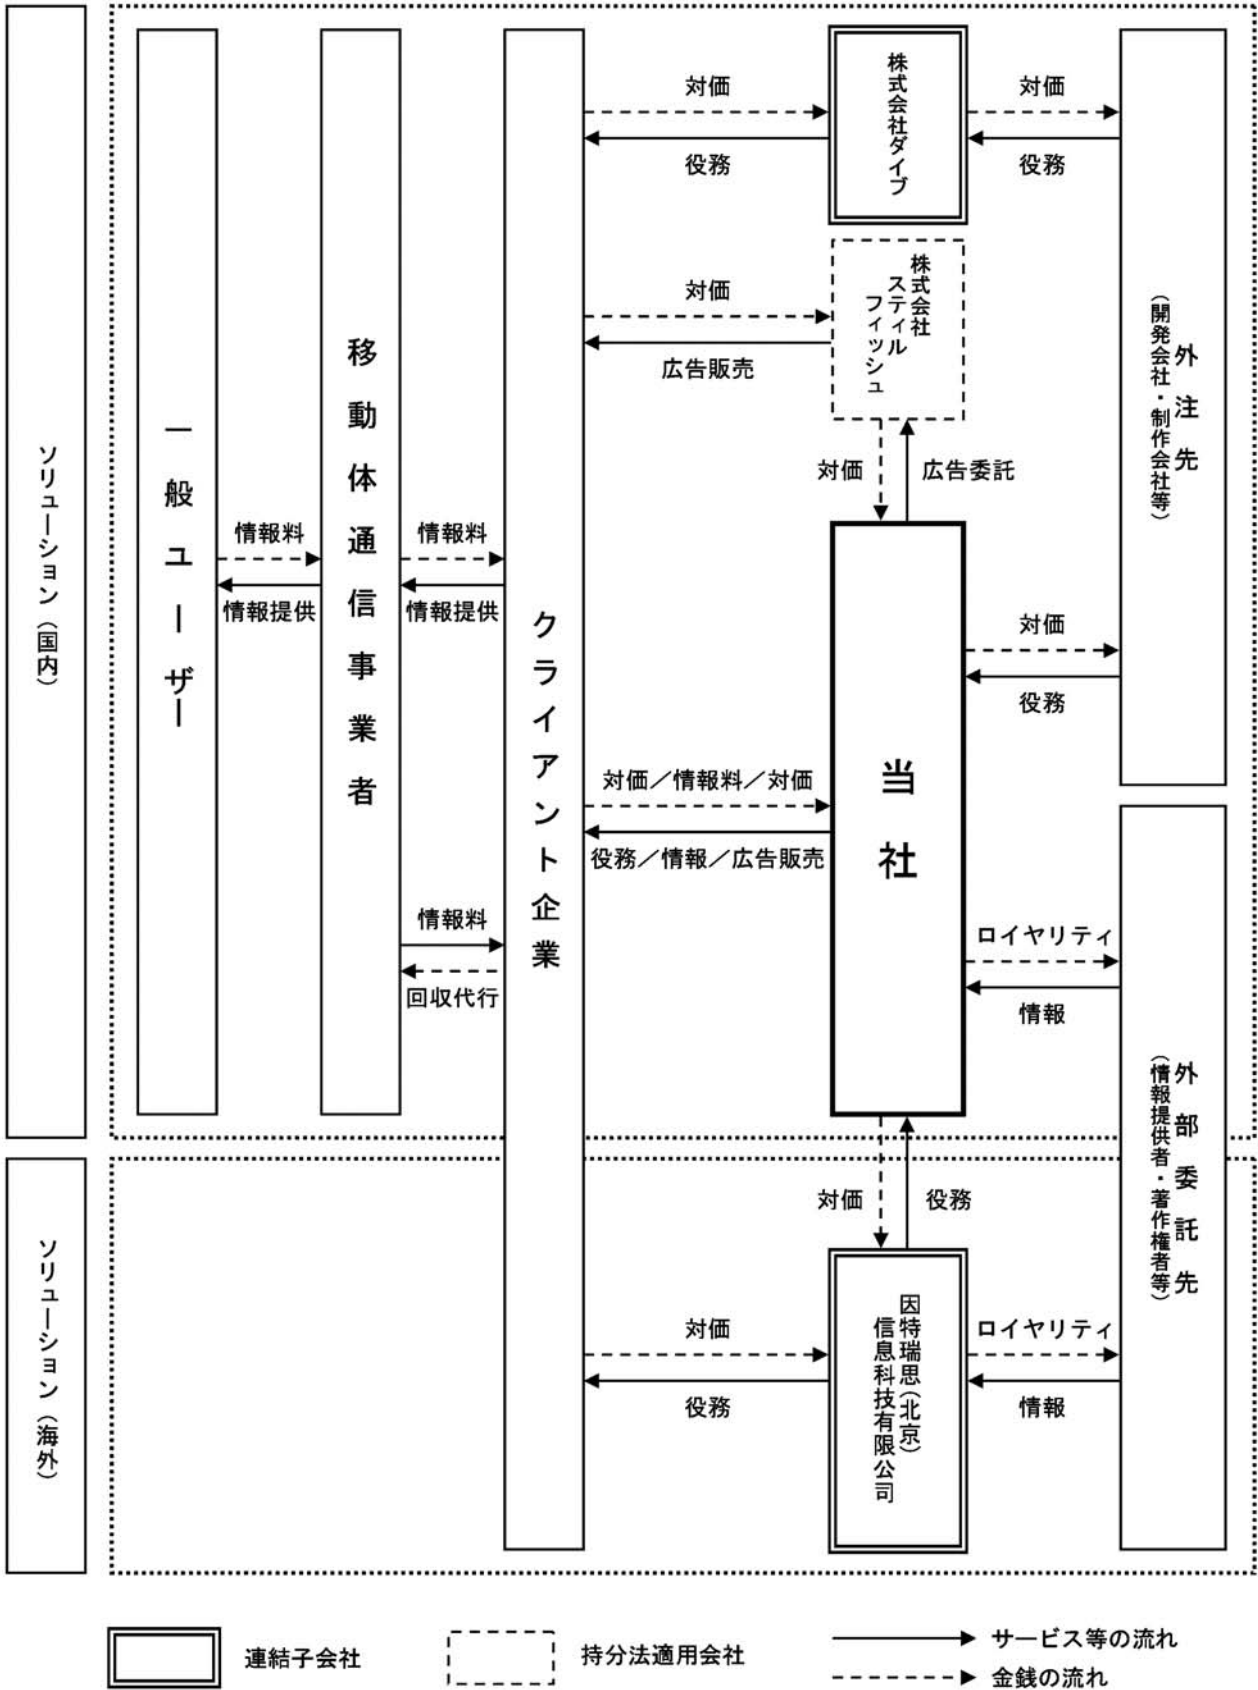 ソリューション（国内）
一般ユーザー
情報料
情報提供
移動体通信事業者
情報料
情報提供
情報料
回収代行
クライアント企業
対価
役務
株式会社ダイブ
対価
役務
対価
広告販売
株式会社
スティル
フィッシュ
対価
広告委託
外注先
（開発会社・制作会社等）
当社
対価
役務
対価／情報料／対価
役務／情報／広告販売
ロイヤリティ
情報
外部委託先
（情報提供者・著作権者等）
対価
役務
ソリューション（海外）
対価
役務
因特瑞思（北京）
信息科技有限公司
ロイヤリティ
情報
連結子会社
持分法適用会社
サービス等の流れ
金銭の流れ